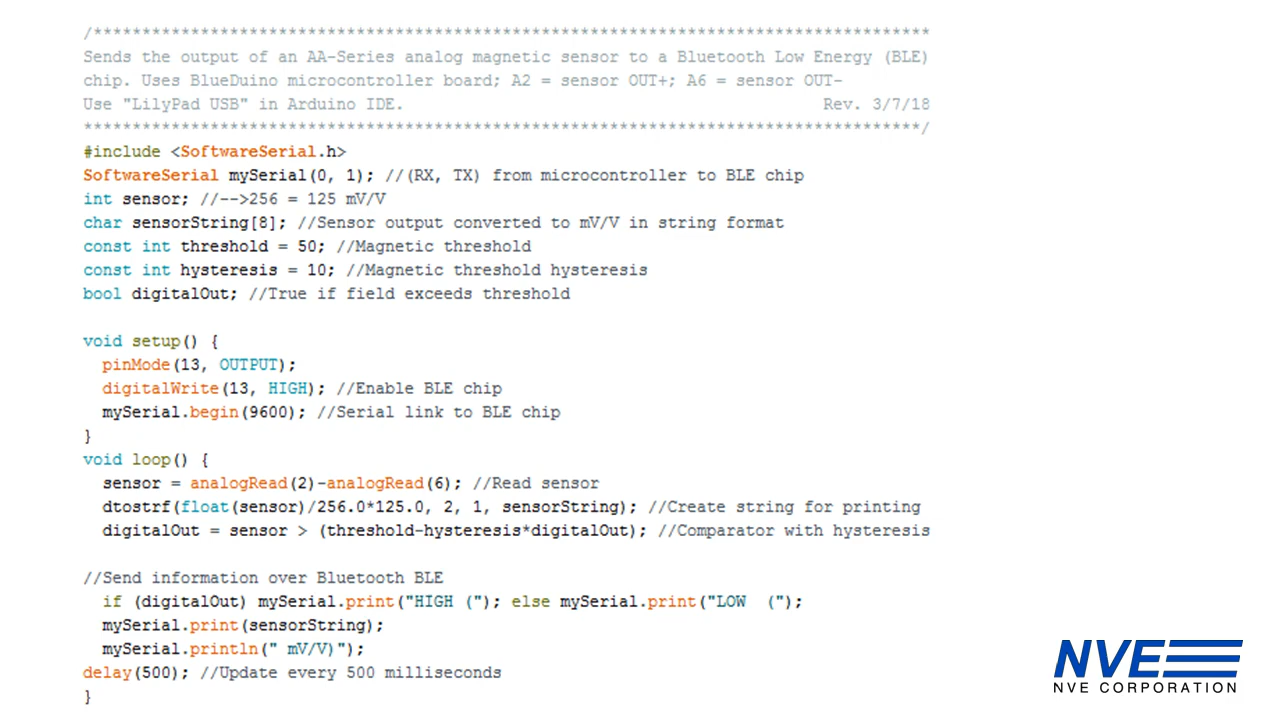 /**************************************************************************************
Sends the output of an AA-Series analog magnetic sensor to a Bluetooth Low Energy (BLE)
chip. Uses BlueDuino microcontroller board; A2 = sensor OUT+; A6 = sensor OUT-
Use "LilyPad USB" in Arduino IDE. Rev. 3/7/18
**************************************************************************************/
#include <SoftwareSerial.h>
SoftwareSerial mySerial(0, 1); //(RX, TX) from microcontroller to BLE chip
int sensor; //-->256 = 125 mV/V
char sensorString[8]; //Sensor output converted to mV/V in string format
const int threshold = 50; //Magnetic threshold
const int hysteresis = 10; //Magnetic threshold hysteresis
bool digitalOut; //True if field exceeds threshold
void setup() {
pinMode(13, OUTPUT);
digitalWrite(13, HIGH); //Enable BLE chip
mySerial.begin(9600); //Serial link to BLE chip
}
void loop() {
sensor = analogRead(2)-analogRead(6); //Read sensor
dtostrf(float(sensor)/256.0*125.0, 2, 1, sensorString); //Create string for printing
digitalOut = sensor > (threshold-hysteresis*digitalOut); //Comparator with hysteresis
//Send information over Bluetooth BLE
if (digitalOut) mySerial.print("HIGH ("); else mySerial.print("LOW  (");
mySerial.print(sensorString);
mySerial.println(" mV/V)");
delay(500); //Update every 500 milliseconds
}
NVE
NVE CORPORATION